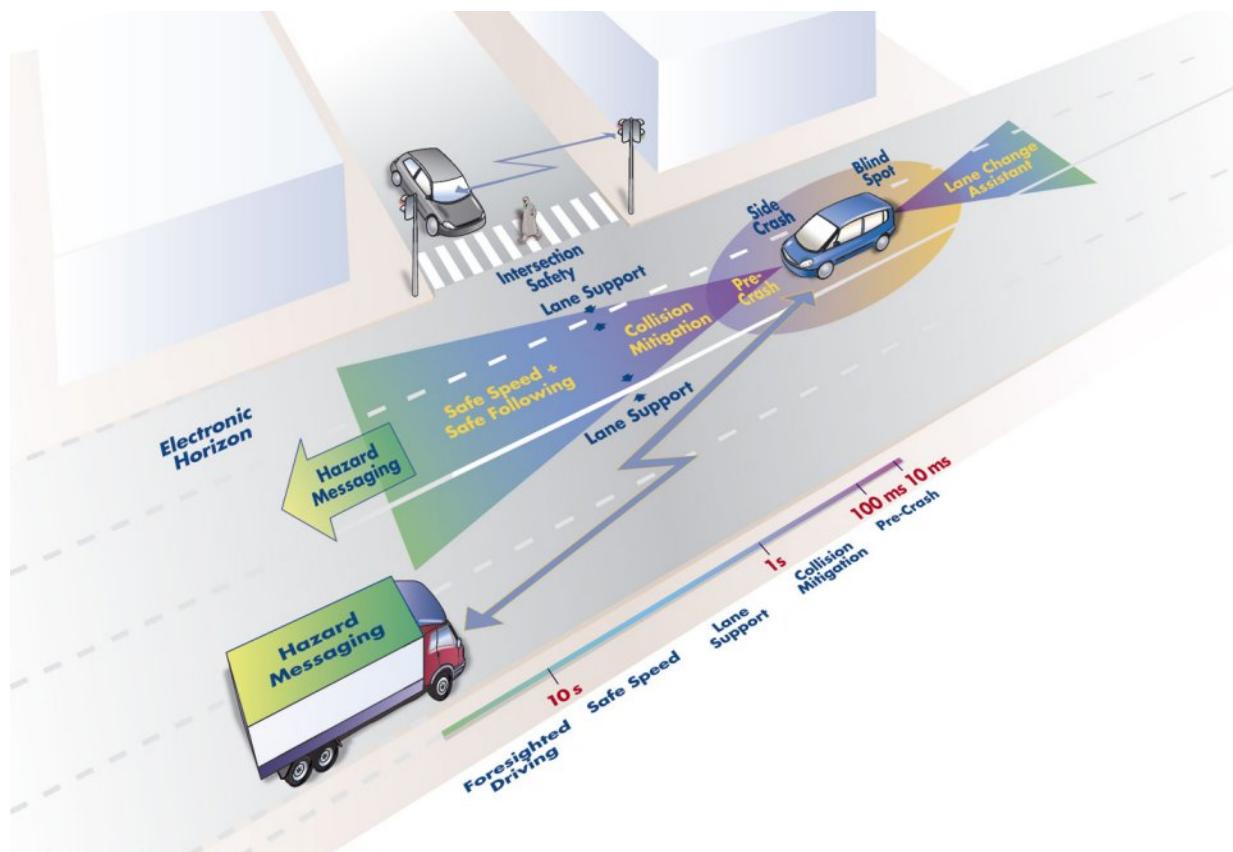 Blind
Spot
Lane Change
Assistant
Side
Crash
Intersection
Safety
Lane Support
Pre-
Crash
Collision
Mitigation
Safe Speed +
Safe Following
Lane Support
Electronic
Horizon
Hazard
Messaging
Hazard
Messaging
10 ms
100 ms
Pre-Crash
1s
Collision
Mitigation
Lane
Support
10 s
Safe Speed
Foresighted
Driving